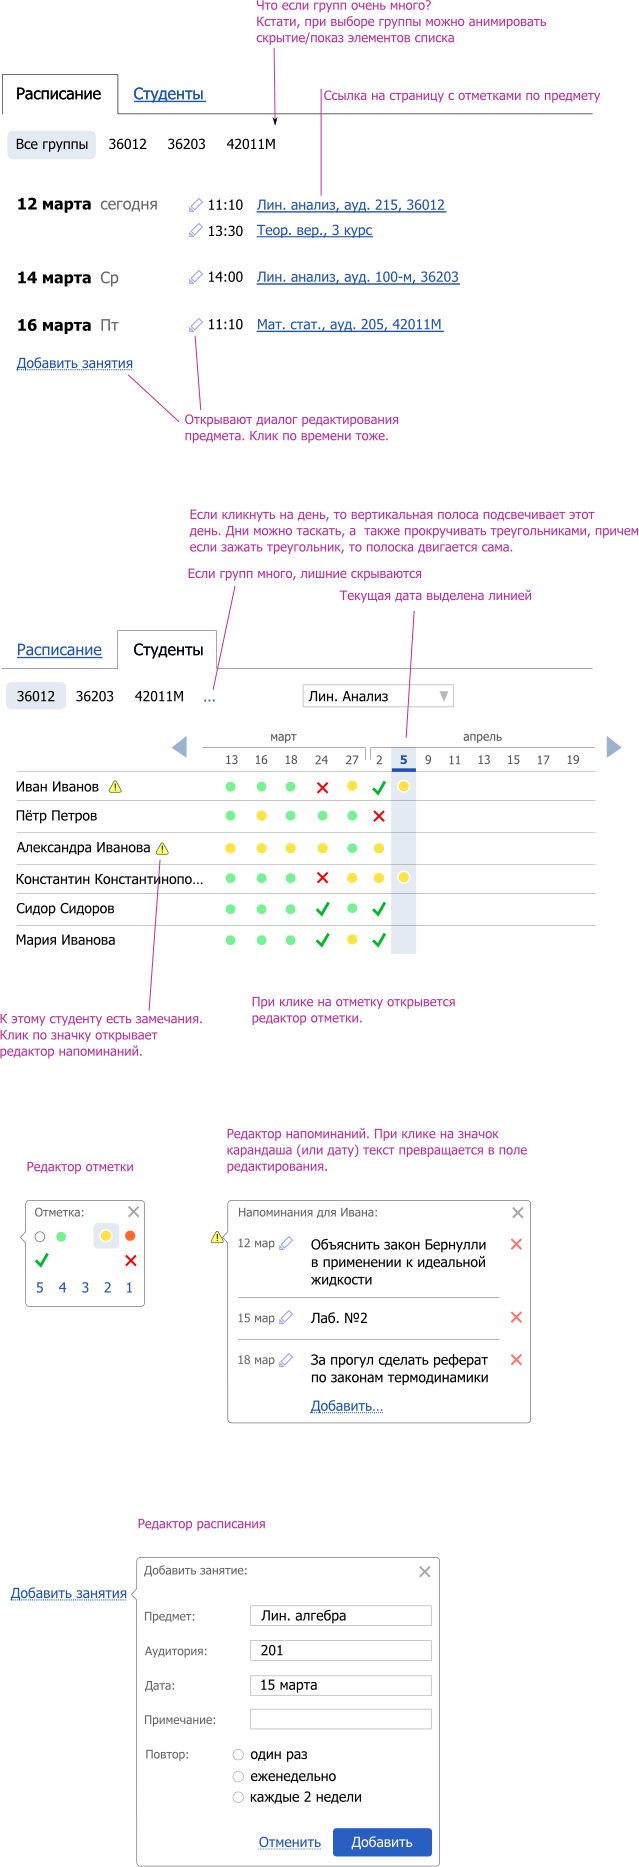 Что если групп очень много?
Кстати, при выборе группы можно анимировать
скрытие/показ элементов списка
Расписание Студенты
Ссылка на страницу с отметками по предмету
Все группы 36012 36203 42011М
12 марта сегодня 11:10 Лин. анализ, ауд. 215, 36012
13:30 Теор. вер., 3 курс
14 марта Ср 14:00 Лин. анализ, ауд. 100-м, 36203
16 марта Пт 11:10 Мат. стат., ауд. 205, 42011М
Добавить занятия
Открывают диалог редактирования
предмета. Клик по времени тоже.
Если кликнуть на день, то вертикальная полоса подсвечивает этот
день. Дни можно таскать, а также прокручивать треугольниками, причем
если зажать треугольник, то полоска двигается сама.
Если групп много, лишние скрываются
Текущая дата выделена линией
Расписание Студенты
36012 36203 42011М ... Лин. Анализ
март апрель
13 16 18 24 27 2 5 9 11 13 15 17 19
Иван Иванов
Пётр Петров
Александра Иванова
Константин Константинопо...
Сидор Сидоров
Мария Иванова
К этому студенту есть замечания.
Клик по значку открывает
редактор напоминаний.
При клике на отметку открывется
редактор отметки.
Редактор отметки
Отметка:
5 4 3 2 1
Редактор напоминаний. При клике на значок
карандаша (или дату) текст превращается в поле
редактирования.
Напоминания для Ивана:
12 мар Объяснить закон Бернулли
в применении к идеальной
жидкости
15 мар Лаб. №2
18 мар За прогул сделать реферат
по законам термодинамики
Добавить...
Редактор расписания
Добавить занятия
Добавить занятие:
Предмет: Лин. алгебра
Аудитория: 201
Дата: 15 марта
Примечание:
Повтор: один раз
еженедельно
каждые 2 недели
Отменить Добавить